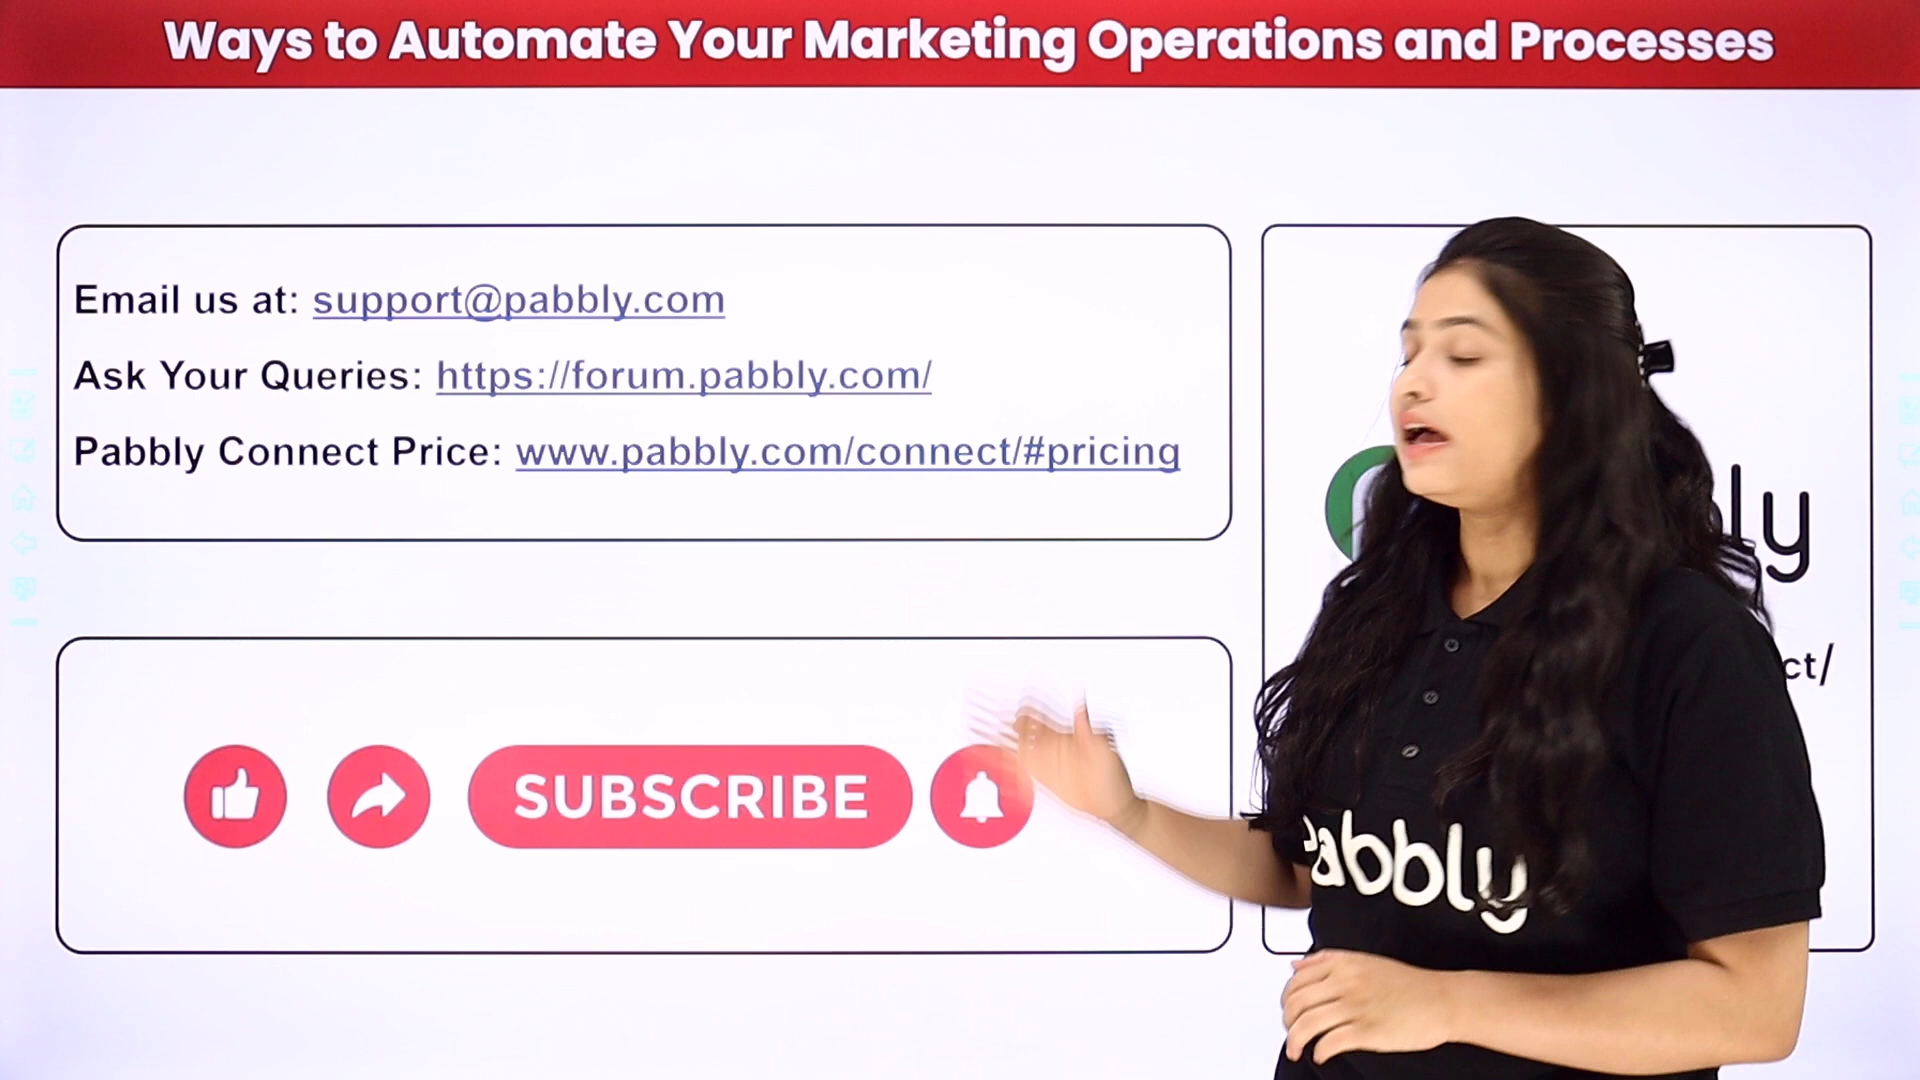 Ways to Automate Your Marketing Operations and Processes
Email us at: support@pabbly.com
Ask Your Queries: https://forum.pabbly.com/
Pabbly Connect Price: www.pabbly.com/connect/#pricing
SUBSCRIBE
Pabbly